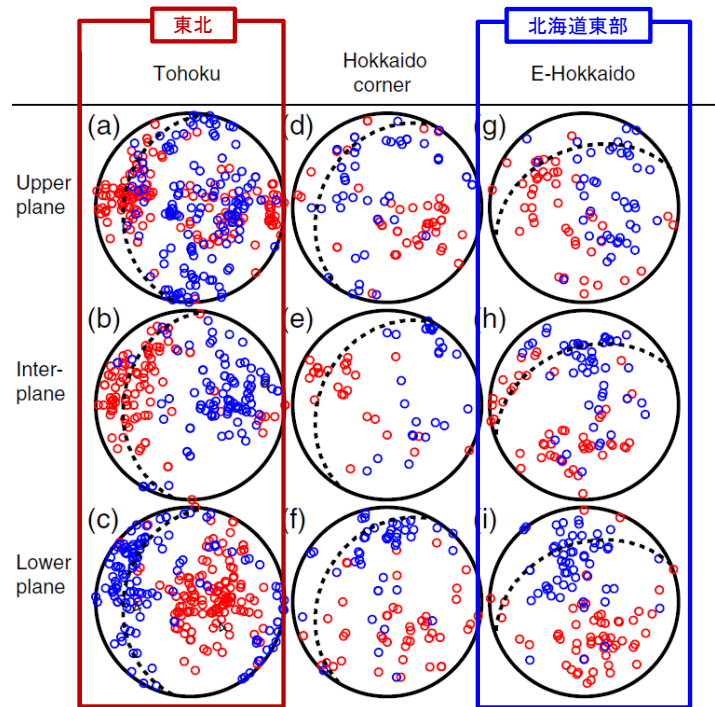 東北
北海道東部
Tohoku
Hokkaido
corner
E-Hokkaido
(a)
(d)
(g)
Upper
plane
(b)
(e)
(h)
Inter-
plane
(c)
(f)
(i)
Lower
plane